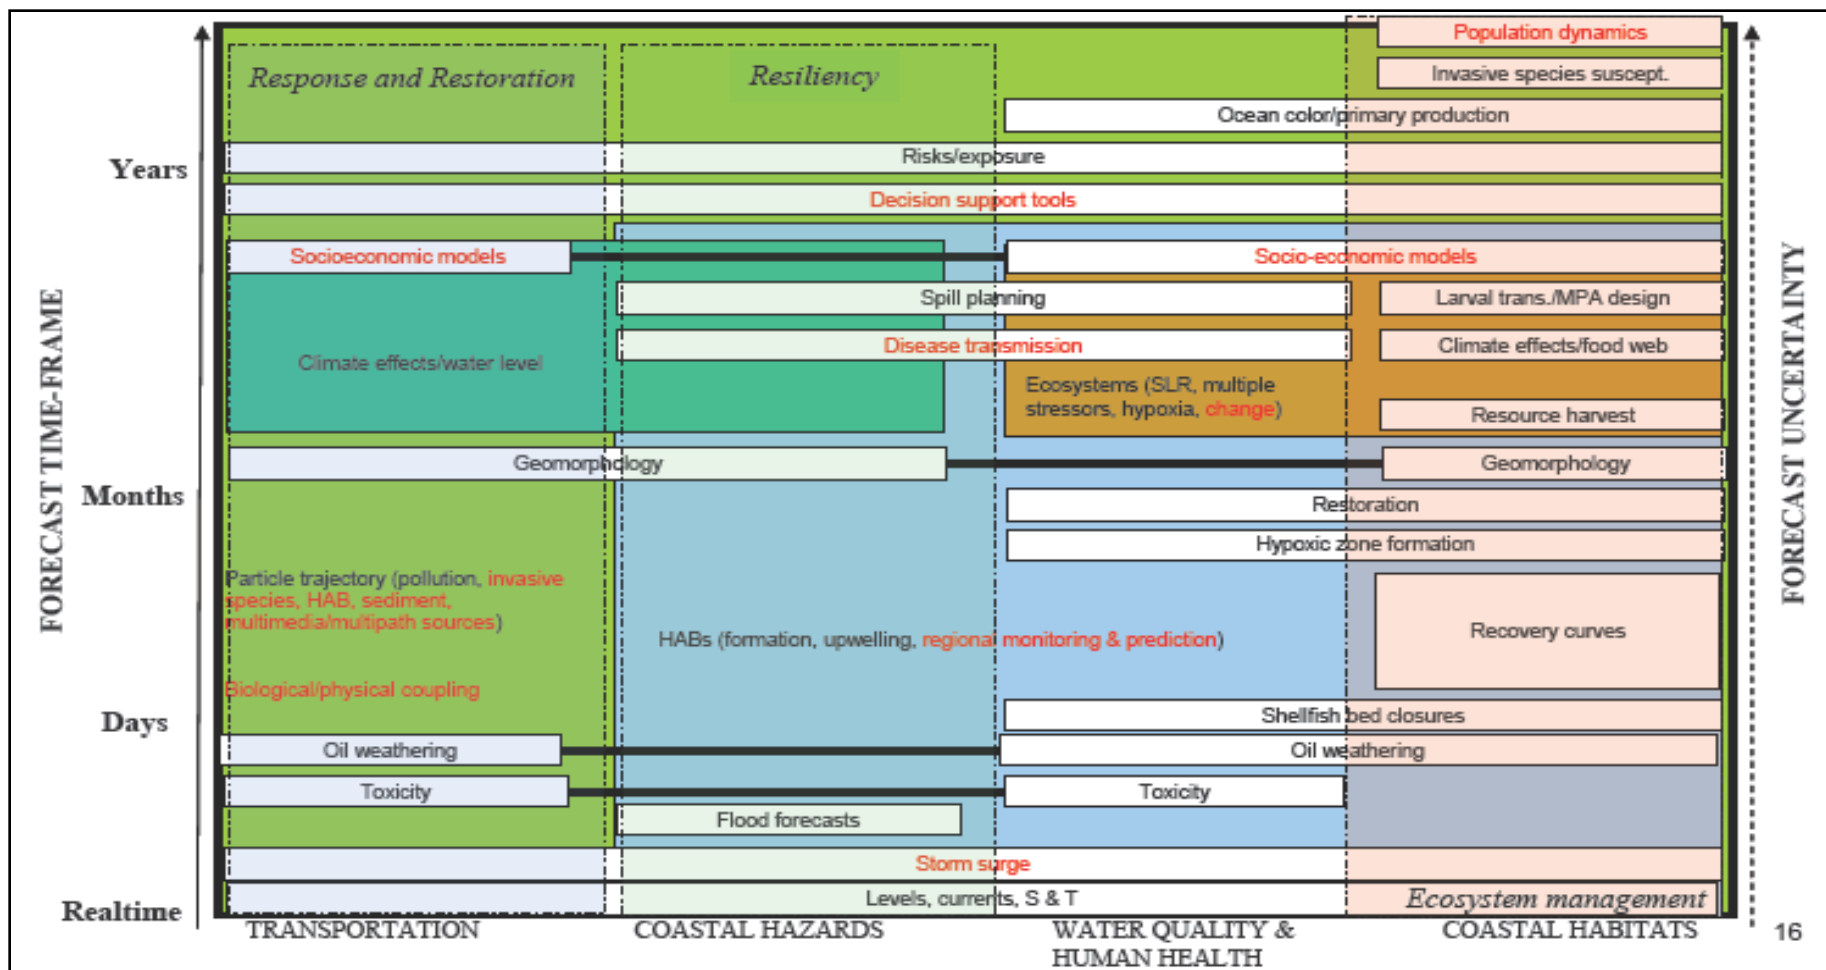 Population dynamics
Response and Restoration
Resiliency
Invasive species suscept.
Ocean color/primary production
Years
Risks/exposure
Decision support tools
Socioeconomic models
Socio-economic models
Spill planning
Larval trans./MPA design
Disease transmission
Climate effects/food web
Climate effects/water level
Ecosystems (SLR, multiple
stressors, hypoxia, change)
Resource harvest
Geomorphology
Geomorphology
Months
Restoration
Hypoxic zone formation
Particle trajectory (pollution, invasive
species, HAB, sediment,
multimedia/multipath sources)
HABs (formation, upwelling, regional monitoring & prediction)
Recovery curves
Biological/physical coupling
Days
Shellfish bed closures
Oil weathering
Oil weathering
Toxicity
Toxicity
Flood forecasts
Storm surge
Realtime
Levels, currents, S & T
Ecosystem management
FORECAST TIME-FRAME
FORECAST UNCERTAINTY
TRANSPORTATION
COASTAL HAZARDS
WATER QUALITY &
HUMAN HEALTH
COASTAL HABITATS
16